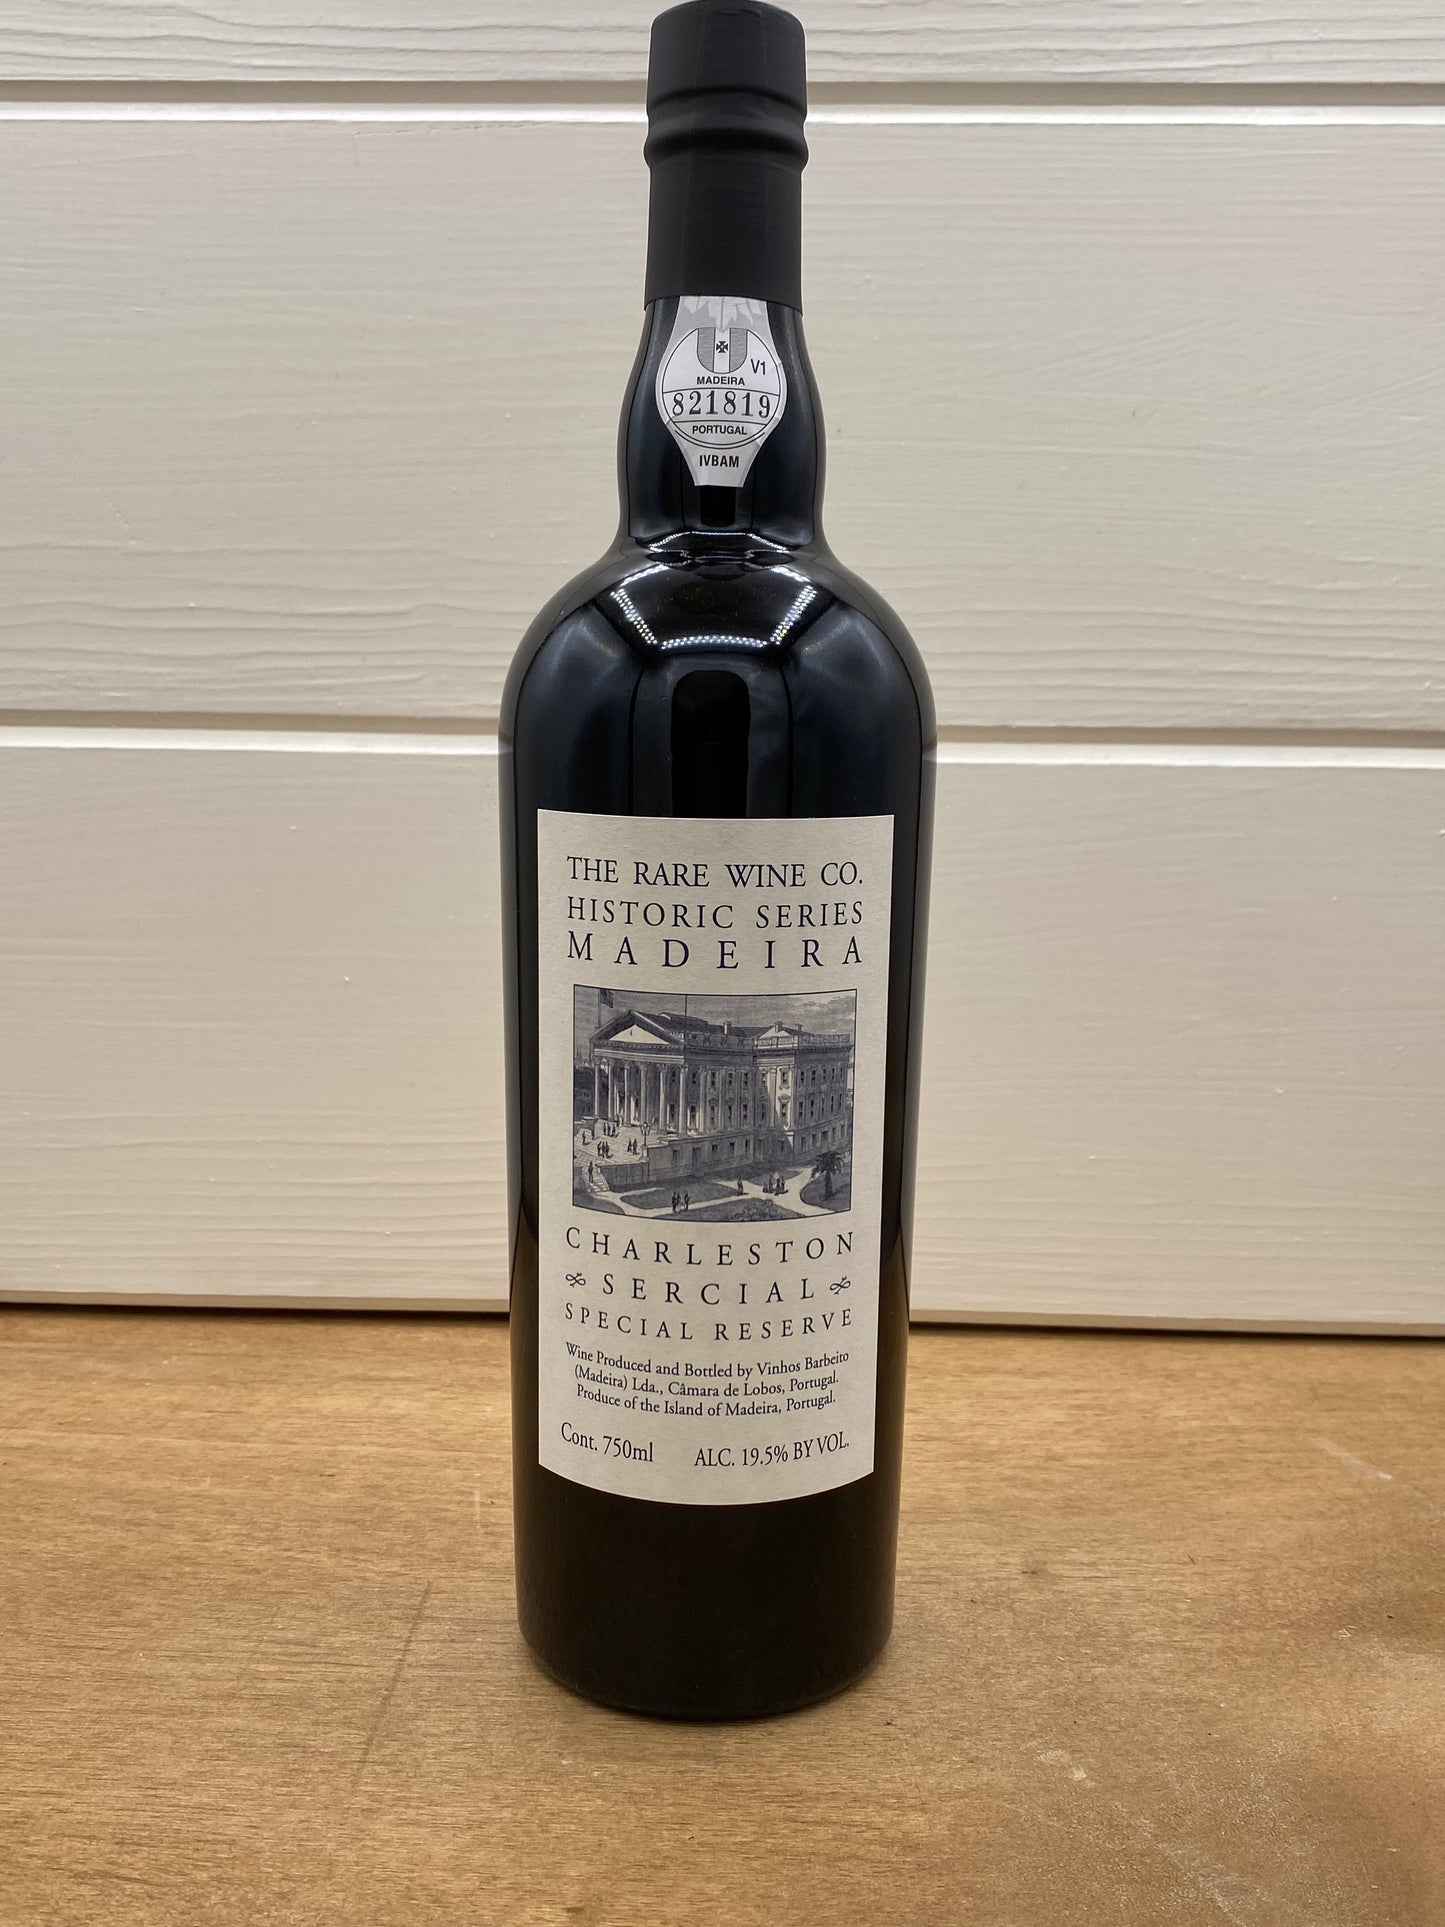 V1
MADEIRA
821819
PORTUGAL
IVBAM
THE RARE WINE CO.
HISTORIC SERIES
MADEIRA
CHARLESTON
SERCIAL
SPECIAL RESERVE
Wine Produced and Bottled by Vinhos Barbeito
(Madeira) Lda., Câmara de Lobos, Portugal.
Produce of the Island of Madeira, Portugal.
Cont. 750ml ALC. 19.5% BY VOL.